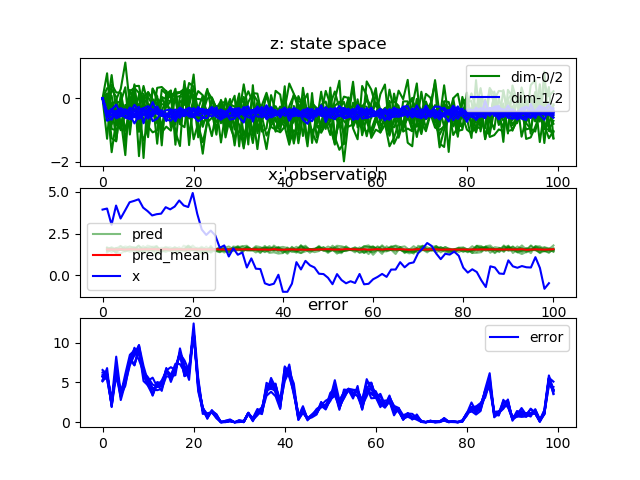 z: state space
0
−2
dim-0/2
dim-1/2
0 20 40 60 80 100
x: observation
5.0
2.5
0.0
pred
pred_mean
x
0 20 40 60 80 100
error
10
5
0
error
0 20 40 60 80 100